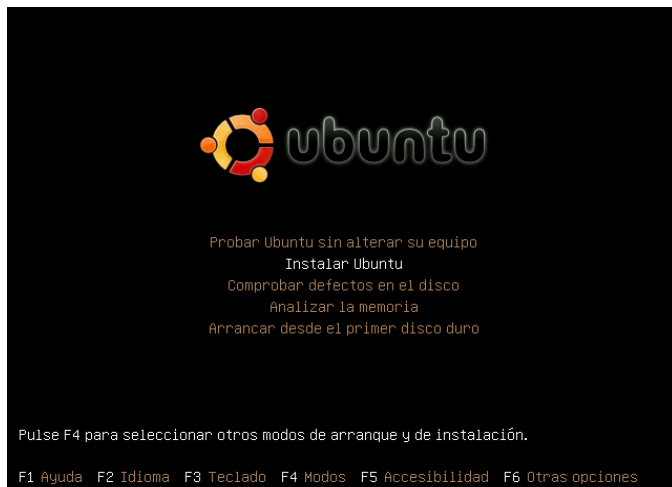 ubuntu
Probar Ubuntu sin alterar su equipo
Instalar Ubuntu
Comprobar defectos en el disco
Analizar la memoria
Arrancar desde el primer disco duro
Pulse F4 para seleccionar otros modos de arranque y de instalación.
F1 Ayuda F2 Idioma F3 Teclado F4 Modos F5 Accesibilidad F6 Otras opciones